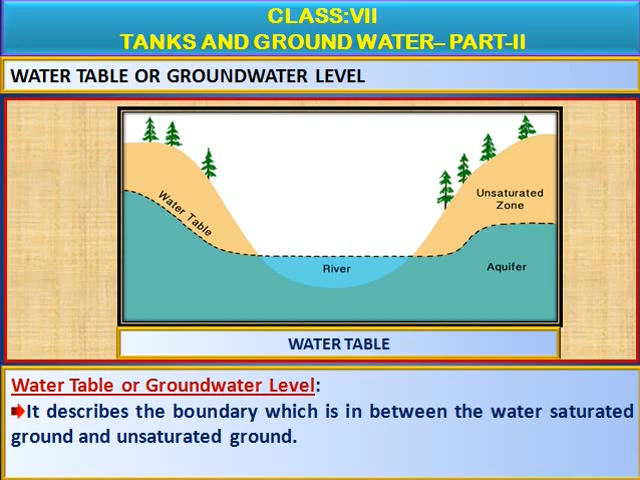 CLASS:VII
TANKS AND GROUND WATER– PART-II
WATER TABLE OR GROUNDWATER LEVEL
Water Table
Unsaturated
Zone
River
Aquifer
WATER TABLE
Water Table or Groundwater Level:
➡It describes the boundary which is in between the water saturated
ground and unsaturated ground.